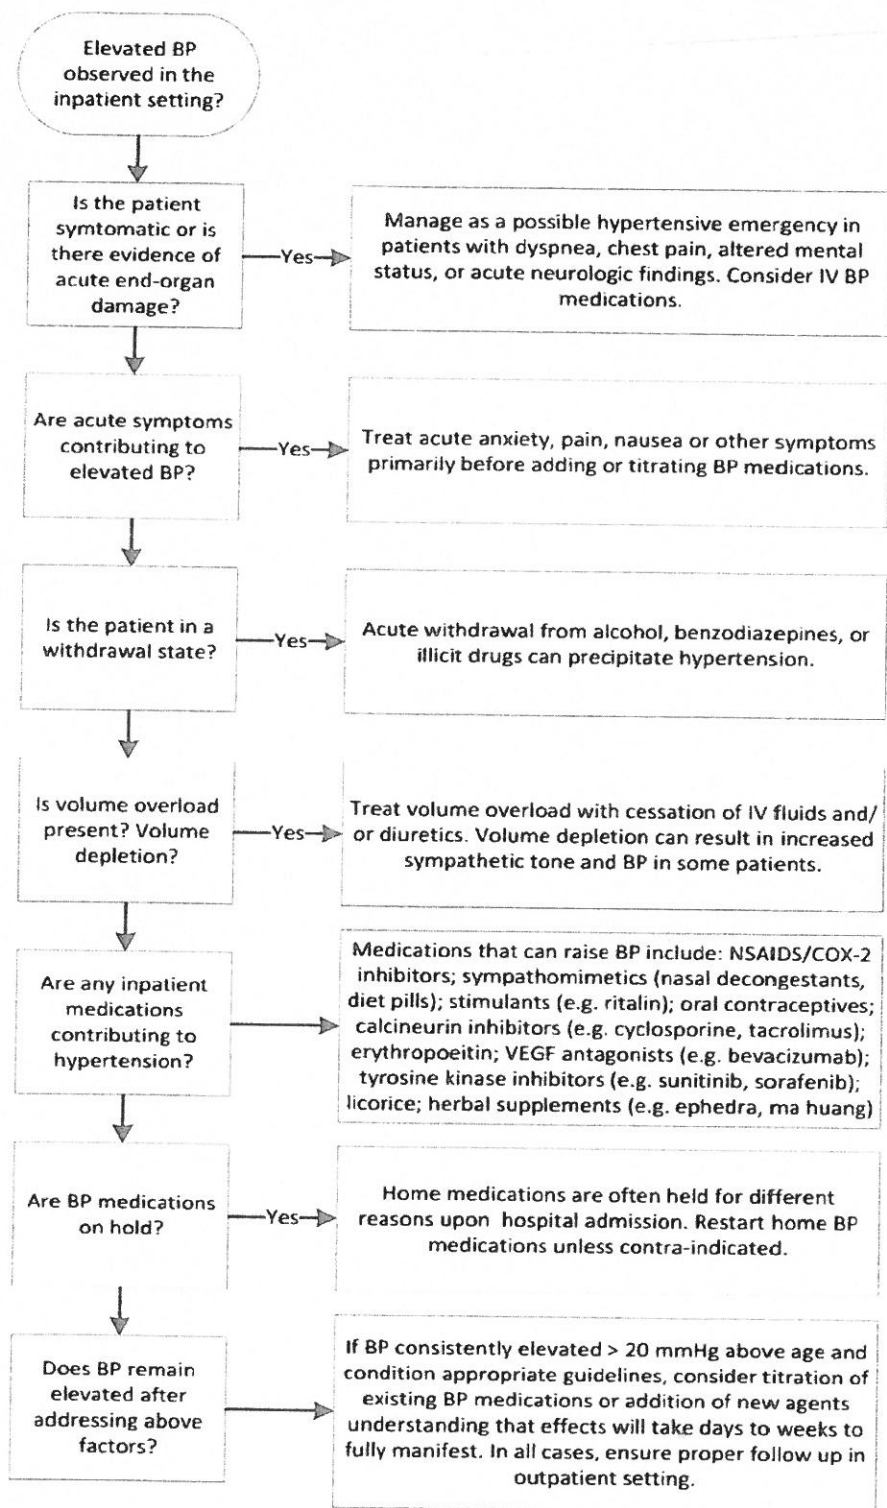 Elevated BP
observed in the
inpatient setting?
Is the patient
symtomatic or is
there evidence of
acute end-organ
damage?
Yes
Manage as a possible hypertensive emergency in
patients with dyspnea, chest pain, altered mental
status, or acute neurologic findings. Consider IV BP
medications.
Are acute symptoms
contributing to
elevated BP?
Yes
Treat acute anxiety, pain, nausea or other symptoms
primarily before adding or titrating BP medications.
Is the patient in a
withdrawal state?
Yes
Acute withdrawal from alcohol, benzodiazepines, or
illicit drugs can precipitate hypertension.
Is volume overload
present? Volume
depletion?
Yes
Treat volume overload with cessation of IV fluids and/
or diuretics. Volume depletion can result in increased
sympathetic tone and BP in some patients.
Are any inpatient
medications
contributing to
hypertension?
Medications that can raise BP include: NSAIDS/COX-2
inhibitors; sympathomimetics (nasal decongestants,
diet pills); stimulants (e.g. ritalin); oral contraceptives;
calcineurin inhibitors (e.g. cyclosporine, tacrolimus);
erythropoeitin; VEGF antagonists (e.g. bevacizumab);
tyrosine kinase inhibitors (e.g. sunitinib, sorafenib);
licorice; herbal supplements (e.g. ephedra, ma huang)
Are BP medications
on hold?
Yes
Home medications are often held for different
reasons upon hospital admission. Restart home BP
medications unless contra-indicated.
Does BP remain
elevated after
addressing above
factors?
If BP consistently elevated > 20 mmHg above age and
condition appropriate guidelines, consider titration of
existing BP medications or addition of new agents
understanding that effects will take days to weeks to
fully manifest. In all cases, ensure proper follow up in
outpatient setting.